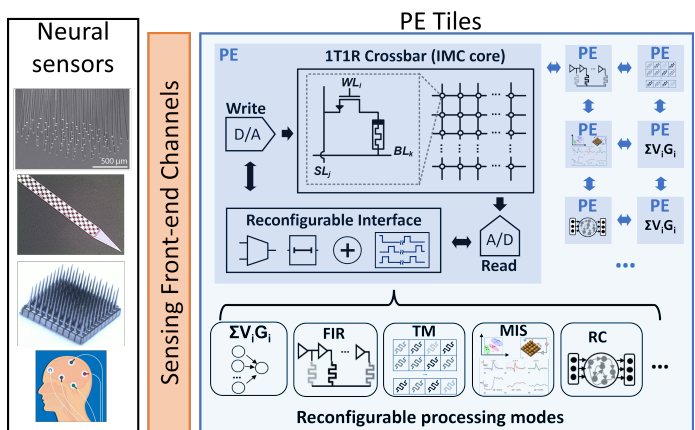 Neural
sensors
500 µm
Sensing Front-end Channels
PE Tiles
PE
1T1R Crossbar (IMC core)
WLi
SLj
BLk
Write
D/A
Reconfigurable Interface
A/D
Read
PE
PE
PE
PE
ΣViGi
PE
PE
ΣViGi
...
ΣViGi
FIR
TM
MIS
RC
...
Reconfigurable processing modes